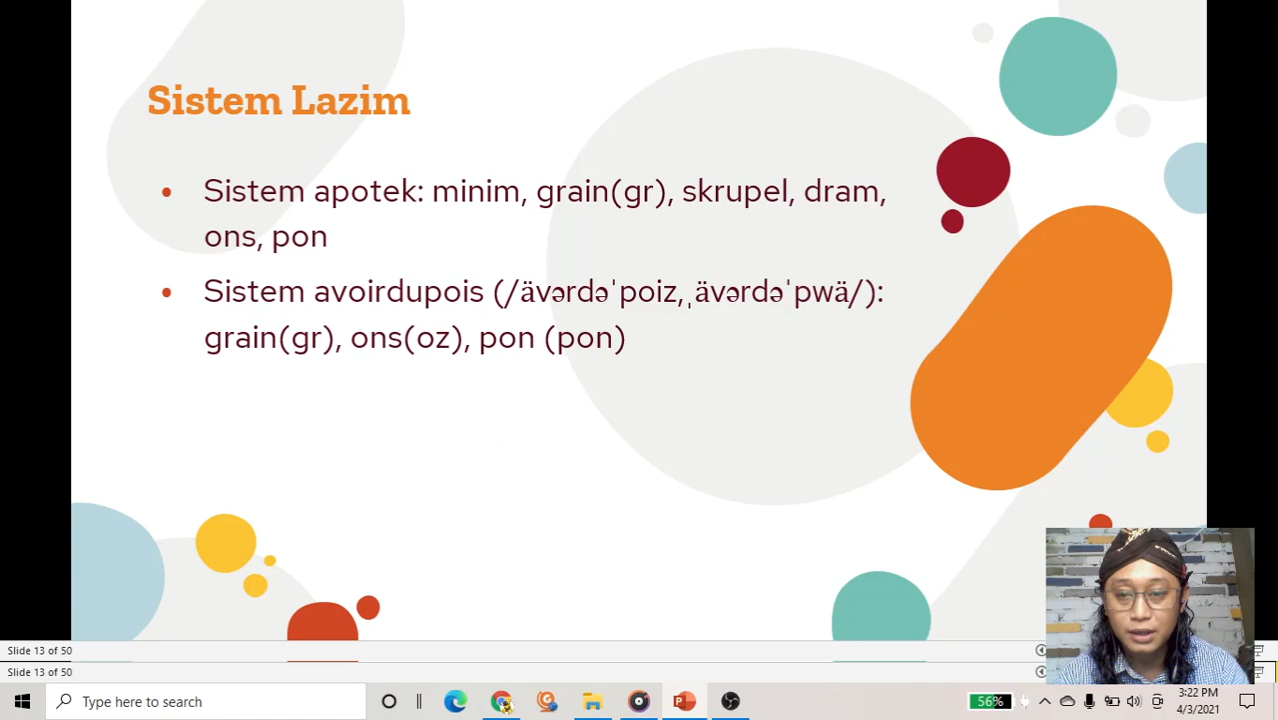 Sistem Lazim
• Sistem apotek: minim, grain(gr), skrupel, dram,
ons, pon
• Sistem avoirdupois (/ävərdəˈpoiz,ˌävərdəˈpwä/):
grain(gr), ons(oz), pon (pon)
Slide 13 of 50
Slide 13 of 50
Type here to search
56%
3:22 PM
4/3/2021